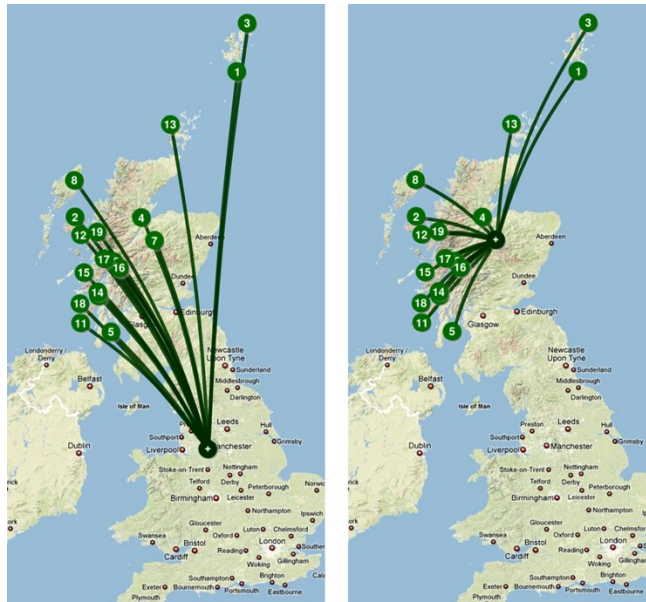 3
1
13
8
2
4
12
19
7
17
16
15
14
18
11
5
Aberdeen
Dundee
Glasgow
Edinburgh
Londonderry /
Derry
Newcastle
Upon Tyne
Sunderland
Belfast
Middlesbrough
Darlington
Isle of Man
Leeds
Hull
Southport
Grimsby
Liverpool
Manchester
Dublin
Stoke-on-Trent
Nottingham
Telford
Derby
Norwi
Leicester
Peterborough
Birmingham
Northampton
ork
Ipswich
Gloucester
Luton
Chelmsford
Swansea
Oxford
Cardiff
Bristol
Reading
London
Southe
Woking
Gillingham
Southampton
Brighton
Exeter
Bournemouth
Portsmouth
Eastbourne
Plymouth
3
1
13
8
2
4
12
19
17
16
15
14
18
11
5
Aberdeen
Dundee
Glasgow
Edinburgh
Londonderry /
Derry
Newcastle
Upon Tyne
Sunderland
Belfast
Middlesbrough
Darlington
Isle of Man
Preston
Leeds
Hull
Southport
Grimsby
Liverpool
Manchester
Dublin
Stoke-on-Trent
Nottingham
Telford
Derby
Leicester
Peterborough
Birmingham
Northampton
Ipswich
Gloucester
Luton
Chelmsford
Swansea
Oxford
Cardiff
Bristol
Reading
London
Woking
Gillingham
Southampton
Brighton
Exeter
Bournemouth
Portsmouth
Eastbourne
Plymouth